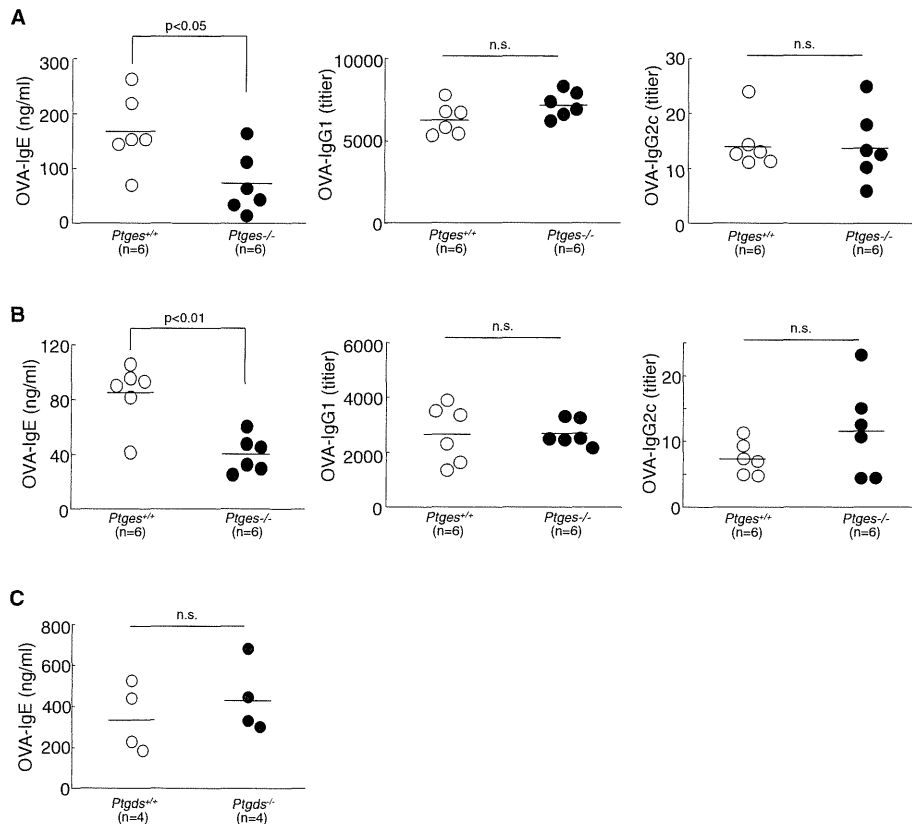 A
p<0.05
OVA-IgE (ng/ml)
300
200
100
0
Ptges+/+
(n=6)
Ptges-/-
(n=6)
n.s.
OVA-IgG1 (titier)
10000
5000
0
Ptges+/+
(n=6)
Ptges-/-
(n=6)
n.s.
OVA-IgG2c (titier)
30
20
10
0
Ptges+/+
(n=6)
Ptges-/-
(n=6)
B
p<0.01
OVA-IgE (ng/ml)
120
80
40
0
Ptges+/+
(n=6)
Ptges-/-
(n=6)
n.s.
OVA-IgG1 (titier)
6000
4000
2000
0
Ptges+/+
(n=6)
Ptges-/-
(n=6)
n.s.
OVA-IgG2c (titier)
20
10
0
Ptges+/+
(n=6)
Ptges-/-
(n=6)
C
n.s.
OVA-IgE (ng/ml)
800
600
400
200
0
Ptgds+/+
(n=4)
Ptgds-/-
(n=4)